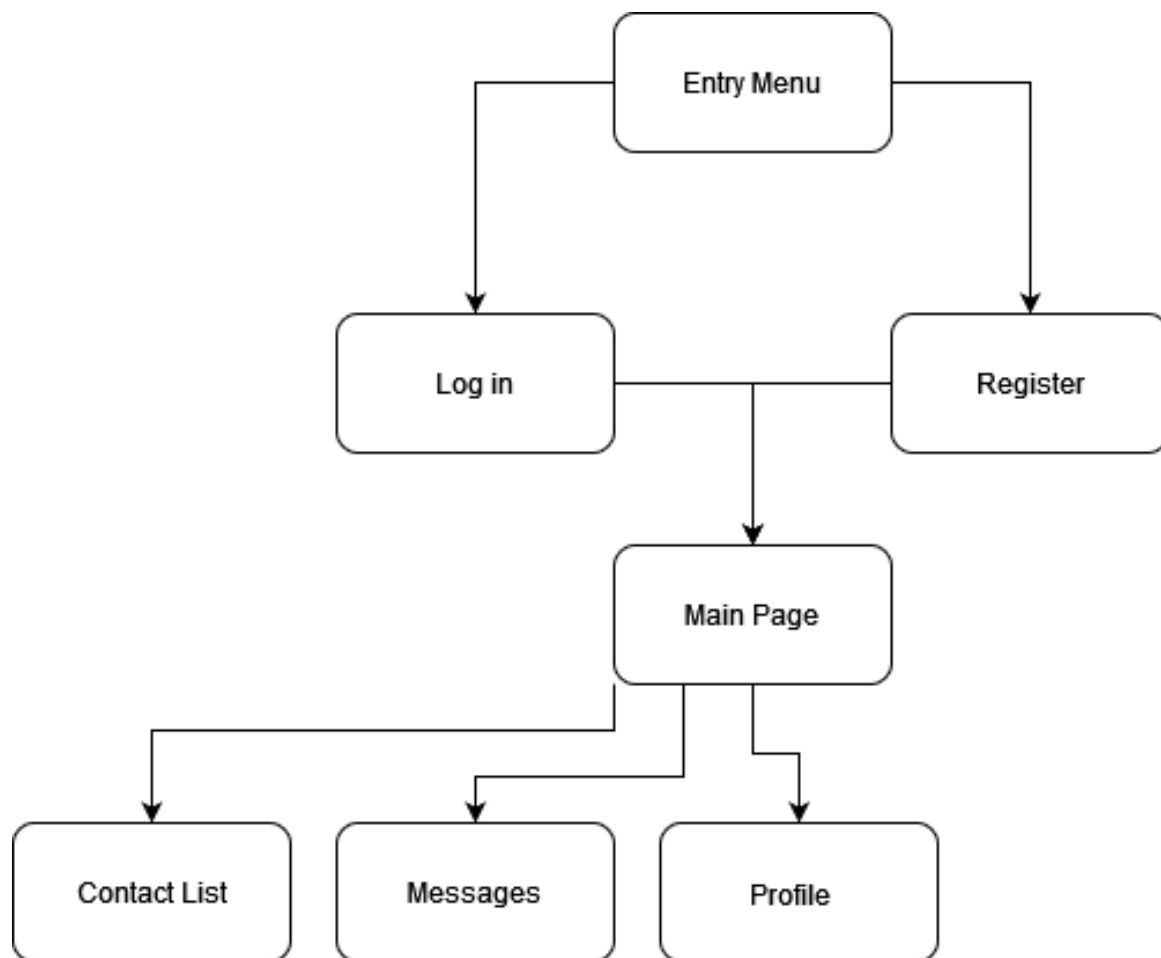 Entry Menu
Log in
Register
Main Page
Contact List
Messages
Profile